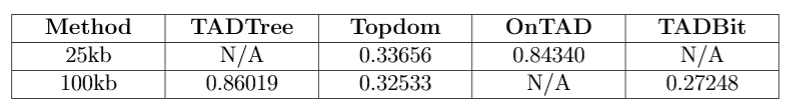 Method TADTree Topdom OnTAD TADBit
25kb N/A 0.33656 0.84340 N/A
100kb 0.86019 0.32533 N/A 0.27248